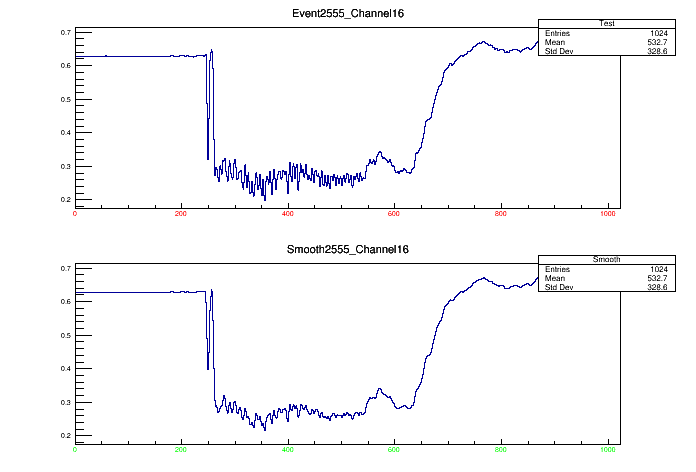 Event2555_Channel16
Test
Entries 1024
Mean 532.7
Std Dev 328.6
0.7
0.6
0.5
0.4
0.3
0.2
0 200 400 600 800 1000
Smooth2555_Channel16
Smooth
Entries 1024
Mean 532.7
Std Dev 328.6
0.7
0.6
0.5
0.4
0.3
0.2
0 200 400 600 800 1000